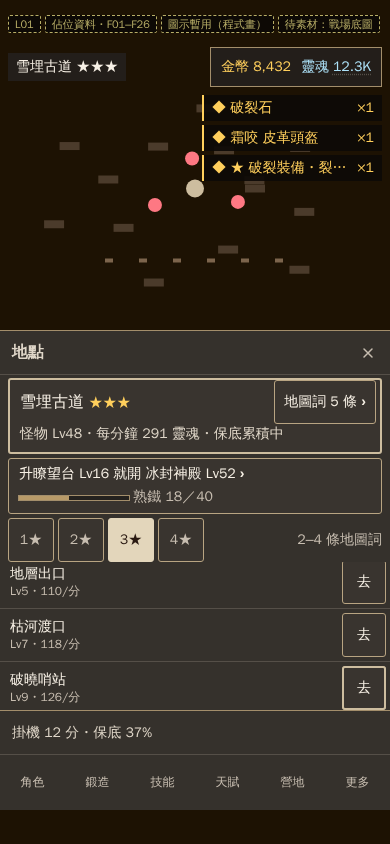 L01 佔位資料・F01–F26 圖示暫用（程式畫） 待素材：戰場底圖
雪埋古道 ★★★
金幣 8,432 靈魂 12.3K
◆ 破裂石 ×1
◆ 霜咬 皮革頭盔 ×1
◆ ★ 破裂裝備・裂⋯ ×1
地點 ×
雪埋古道 ★★★
地圖詞 5 條 ›
怪物 Lv48・每分鐘 291 靈魂・保底累積中
升瞭望台 Lv16 就開 冰封神殿 Lv52 ›
熟鐵 18／40
1★ 2★ 3★ 4★ 2–4 條地圖詞
地層出口
Lv5・110/分
去
枯河渡口
Lv7・118/分
去
破曉哨站
Lv9・126/分
去
掛機 12 分・保底 37%
角色 鍛造 技能 天賦 營地 更多